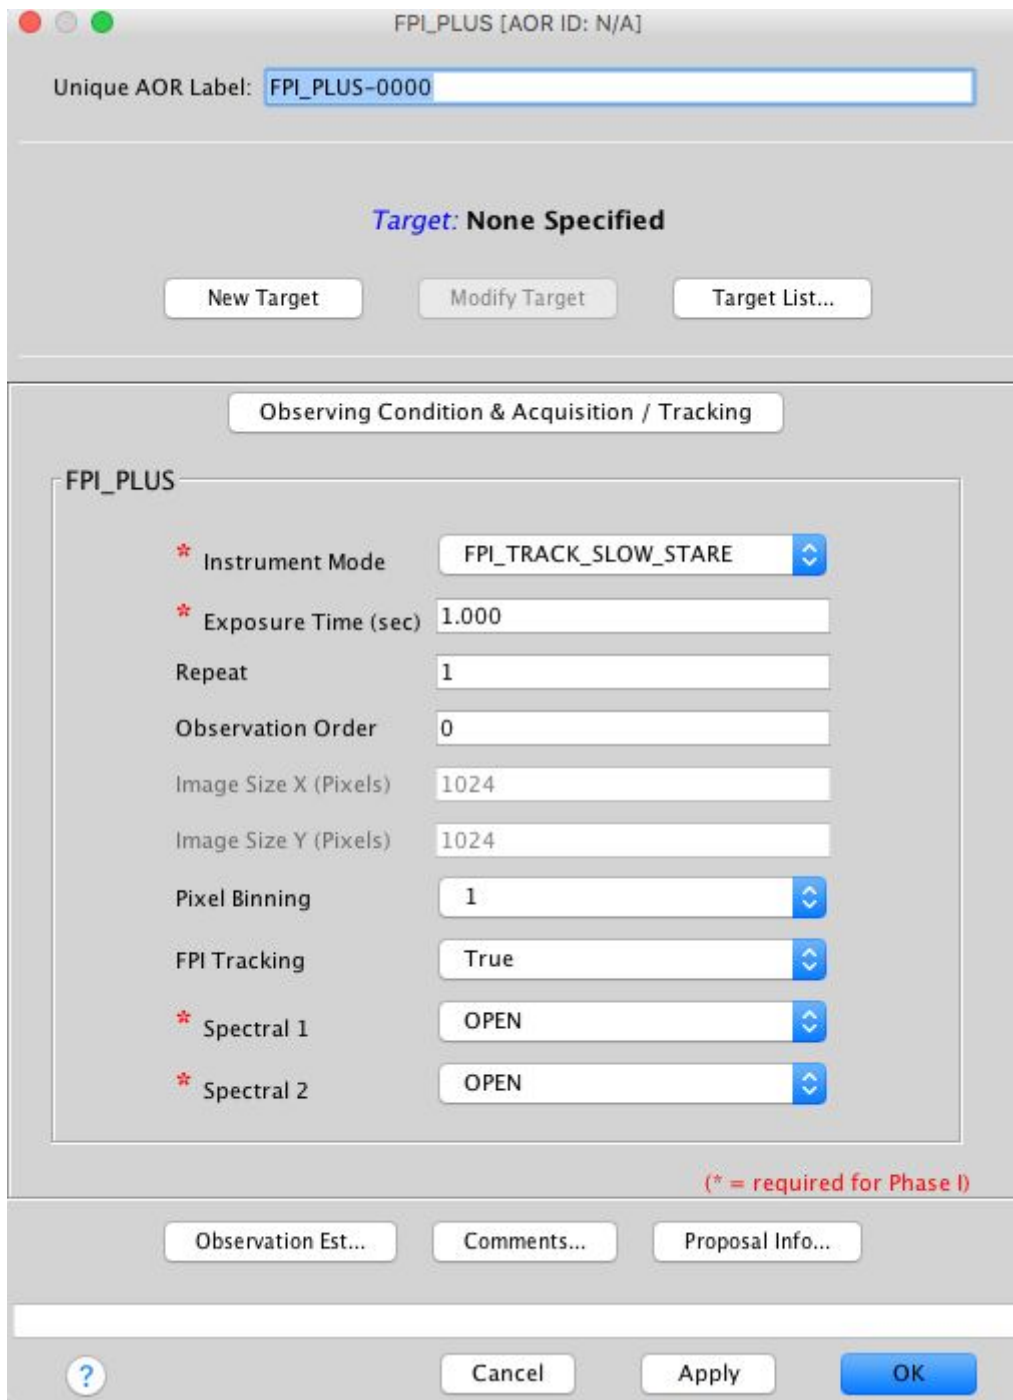 FPI_PLUS [AOR ID: N/A]
Unique AOR Label: FPI_PLUS-0000
Target: None Specified
New Target Modify Target Target List...
Observing Condition & Acquisition / Tracking
FPI_PLUS
* Instrument Mode FPI_TRACK_SLOW_STARE
* Exposure Time (sec) 1.000
Repeat 1
Observation Order 0
Image Size X (Pixels) 1024
Image Size Y (Pixels) 1024
Pixel Binning 1
FPI Tracking True
* Spectral 1 OPEN
* Spectral 2 OPEN
(* = required for Phase I)
Observation Est... Comments... Proposal Info...
? Cancel Apply OK